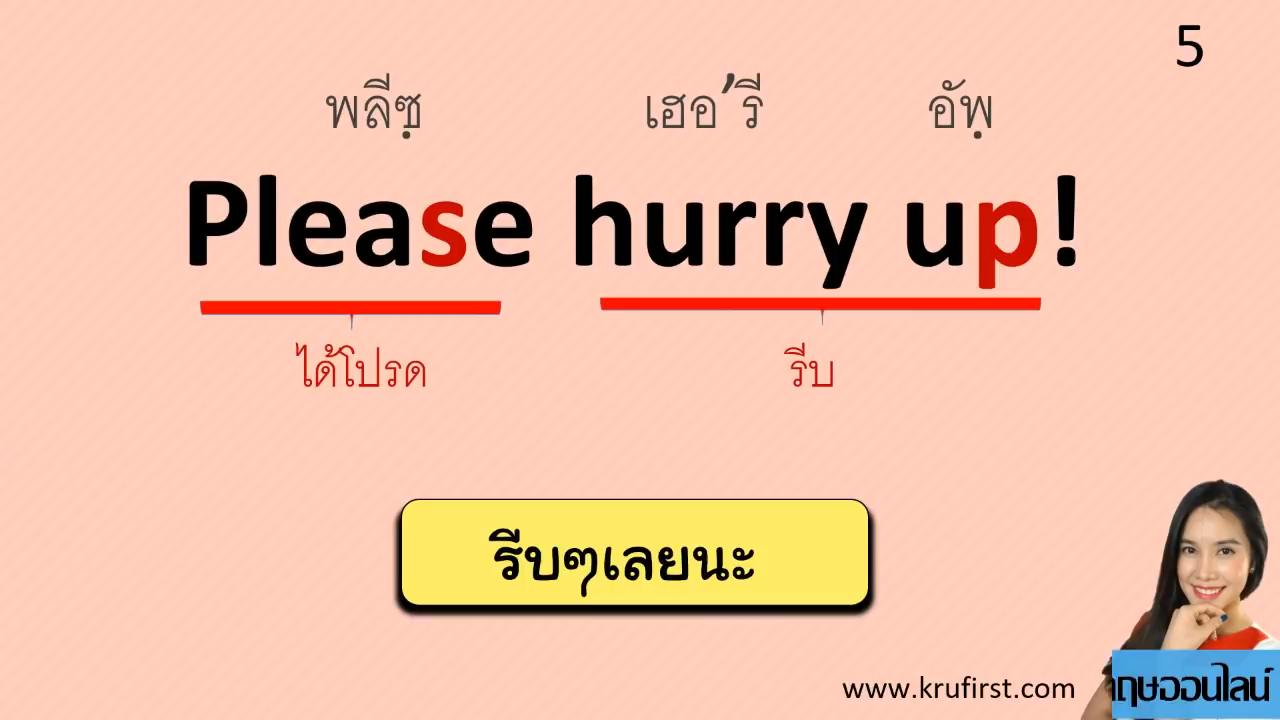 5
พลีซฺ เฮอ’รี อัพฺ
Please hurry up!
ได้โปรด รีบ
รีบๆเลยนะ
www.krufirst.com
ฤษออนไลน์